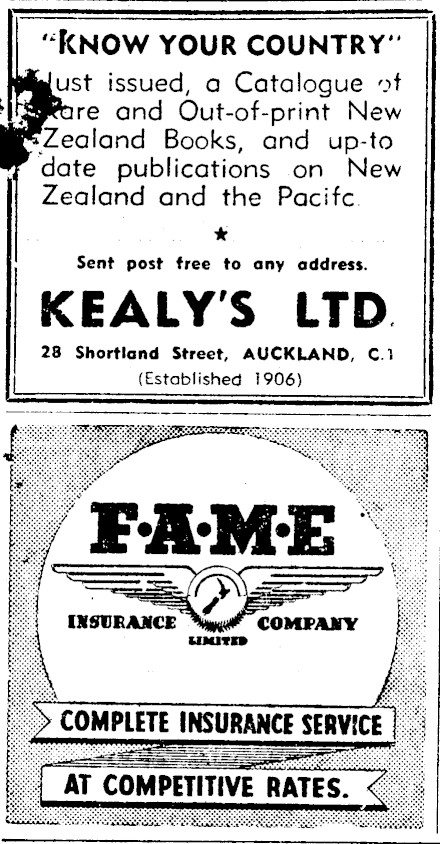 "KNOW YOUR COUNTRY"
Just issued, a Catalogue of
Rare and Out-of-print New
Zealand Books, and up-to
date publications on New
Zealand and the Pacifc.
Sent post free to any address.
KEALY'S LTD.
28 Shortland Street, AUCKLAND, C.1
(Established 1906)
F·A·M·E
INSURANCE COMPANY
LIMITED
COMPLETE INSURANCE SERVICE
AT COMPETITIVE RATES.